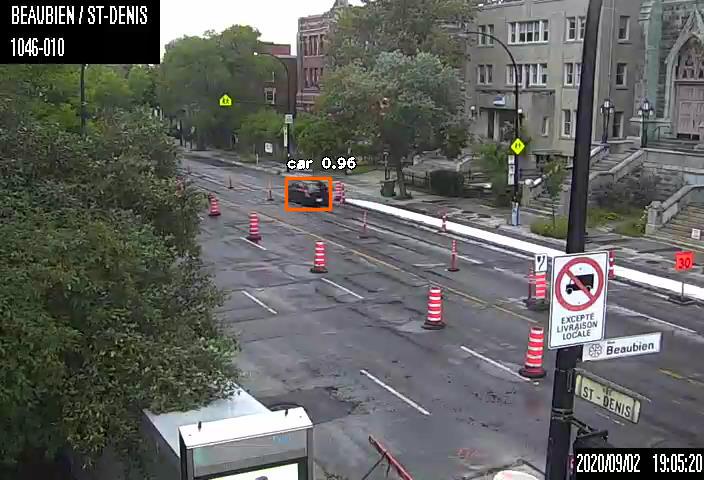 BEAUBIEN / ST-DENIS
1046-010
car 0.96
30
EXCEPTÉ
LIVRAISON
LOCALE
Beaubien
ST-DENIS
2020/09/02 19:05:20